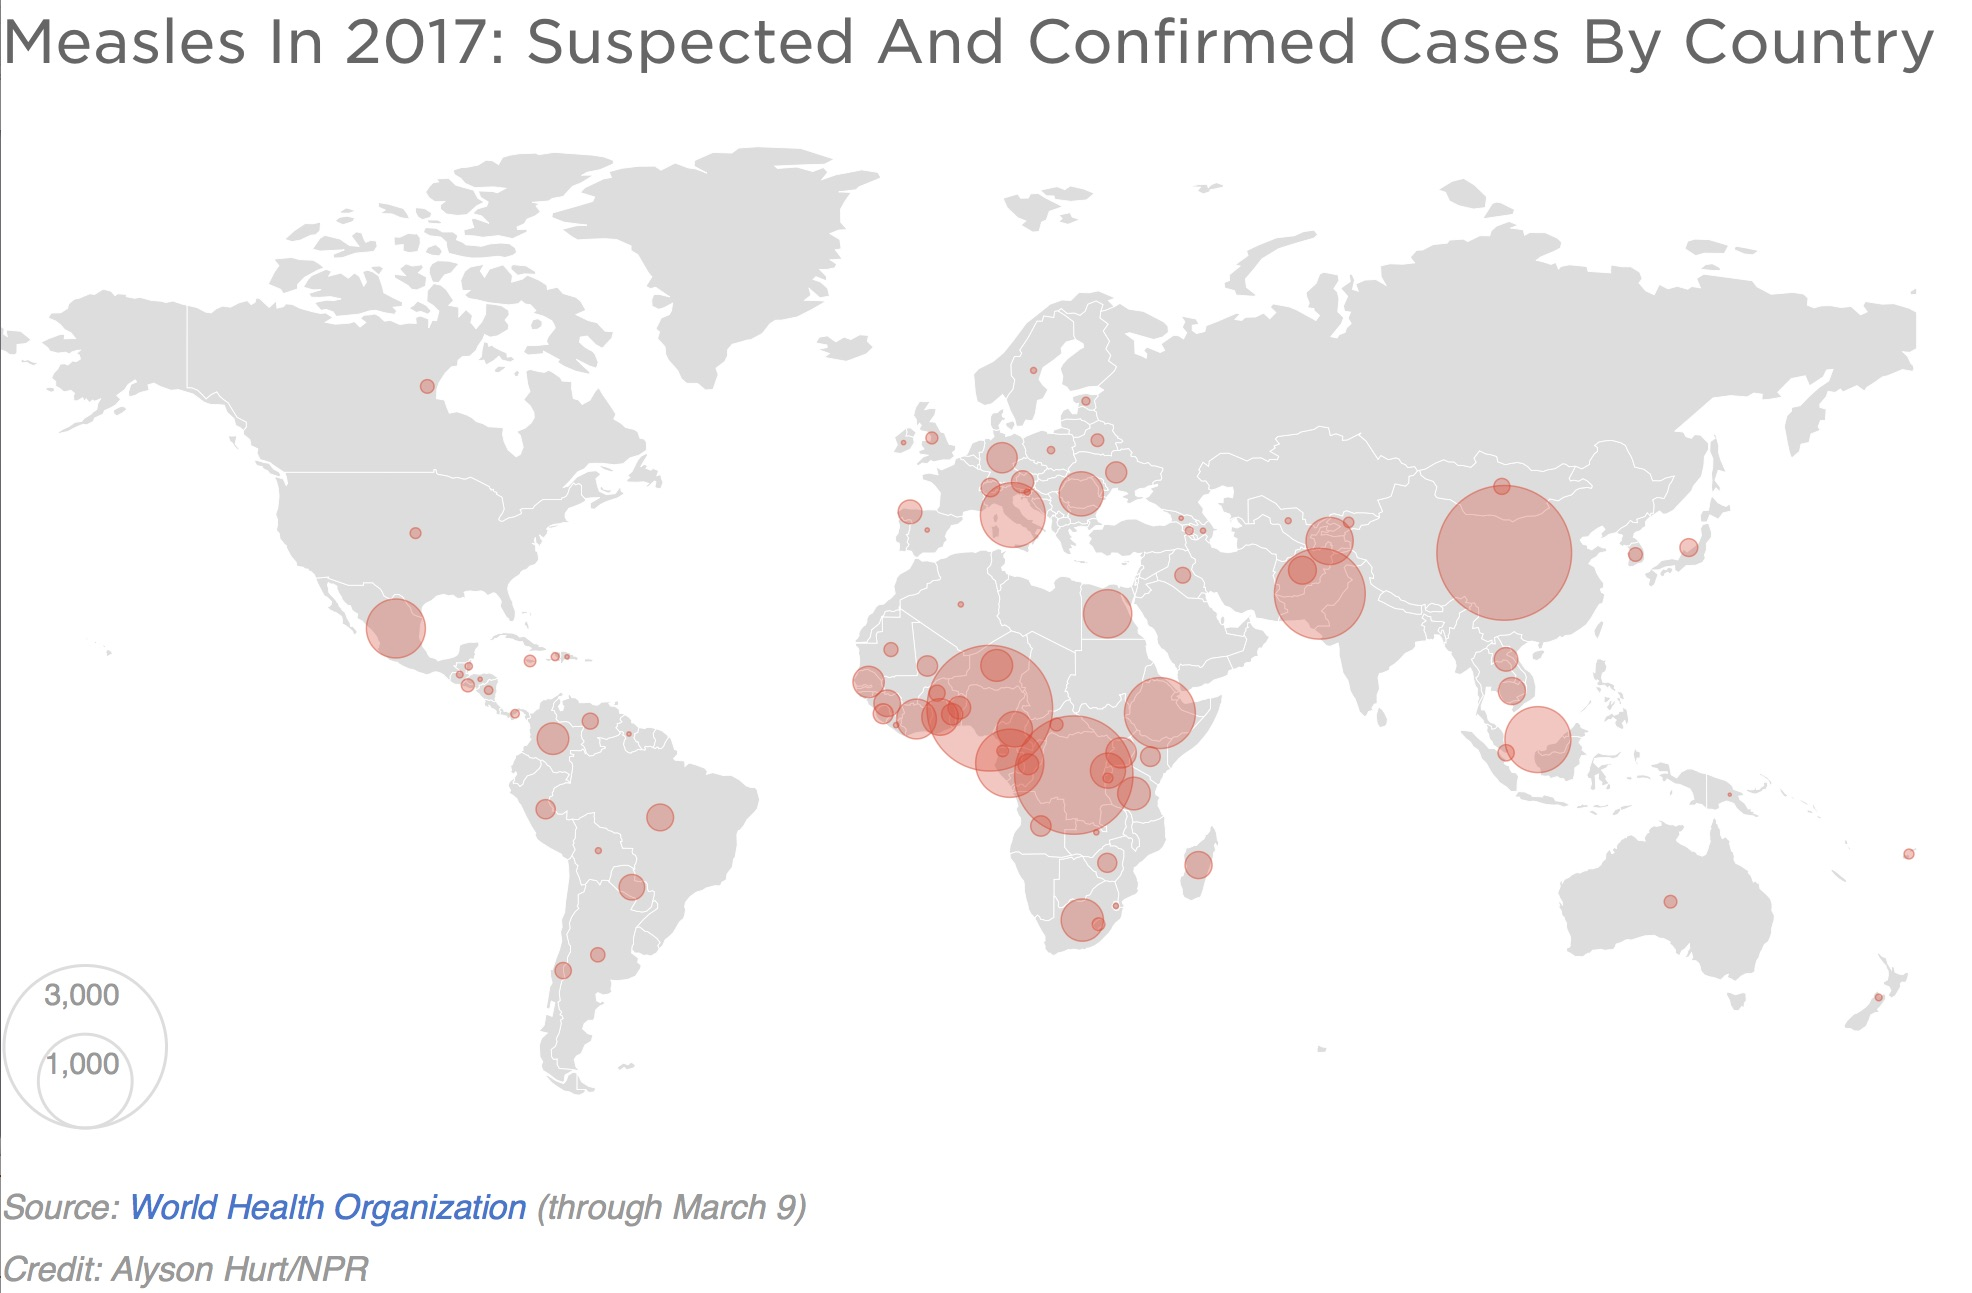 Measles In 2017: Suspected And Confirmed Cases By Country
3,000
1,000
Source: World Health Organization (through March 9)
Credit: Alyson Hurt/NPR